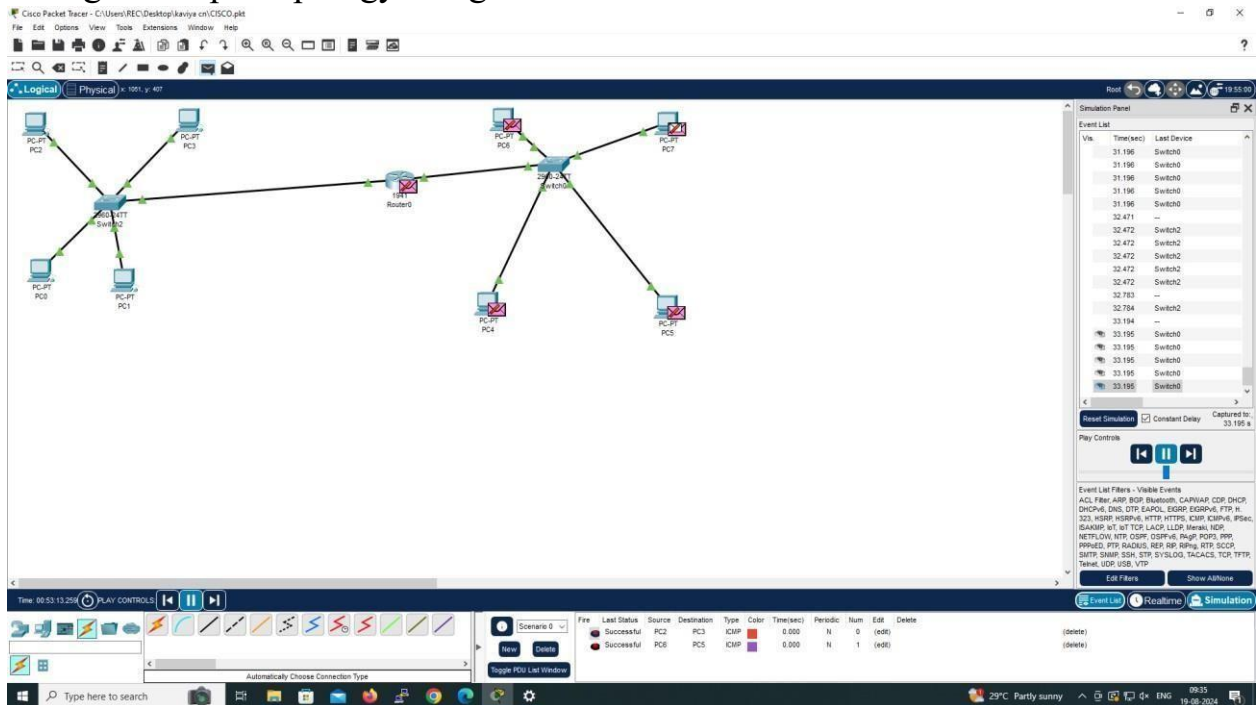 Cisco Packet Tracer - C:\Users\REC\Desktop\kaviya cn\CISCO.pkt
File Edit Options View Tools Extensions Window Help
?
Logical Physical x: 1051, y: 407 Root 19:55:00
PC-PT
PC2
PC-PT
PC3
PC-PT
PC6
PC-PT
PC7
2960-24TT
Switch2
1941
Router0
2960-24TT
Switch0
PC-PT
PC0
PC-PT
PC1
PC-PT
PC4
PC-PT
PC5
Simulation Panel
Event List
Vis. Time(sec) Last Device
31.196 Switch0
31.196 Switch0
31.196 Switch0
31.196 Switch0
31.196 Switch0
32.471 --
32.472 Switch2
32.472 Switch2
32.472 Switch2
32.472 Switch2
32.472 Switch2
32.783 --
32.784 Switch2
33.194 --
33.195 Switch0
33.195 Switch0
33.195 Switch0
33.195 Switch0
33.195 Switch0
Reset Simulation Constant Delay Captured to:
33.195 s
Play Controls
Event List Filters - Visible Events
ACL Filter, ARP, BGP, Bluetooth, CAPWAP, CDP, DHCP,
DHCPv6, DNS, DTP, EAPOL, EIGRP, EIGRPv6, FTP, H.
323, HSRP, HSRPv6, HTTP, HTTPS, ICMP, ICMPv6, IPSec,
ISAKMP, IoT, IoT TCP, LACP, LLDP, Meraki, NDP,
NETFLOW, NTP, OSPF, OSPFv6, PAgP, POP3, PPP,
PPPoED, PTP, RADIUS, REP, RIP, RIPng, RTP, SCCP,
SMTP, SNMP, SSH, STP, SYSLOG, TACACS, TCP, TFTP,
Telnet, UDP, USB, VTP
Edit Filters Show All/None
Time: 00:53:13.259 PLAY CONTROLS: Event List Realtime Simulation
Scenario 0
New Delete
Toggle PDU List Window
Fire Last Status Source Destination Type Color Time(sec) Periodic Num Edit Delete
Successful PC2 PC3 ICMP 0.000 N 0 (edit) (delete)
Successful PC6 PC5 ICMP 0.000 N 1 (edit) (delete)
Automatically Choose Connection Type
Type here to search 29°C Partly sunny ENG 09:35
19-08-2024